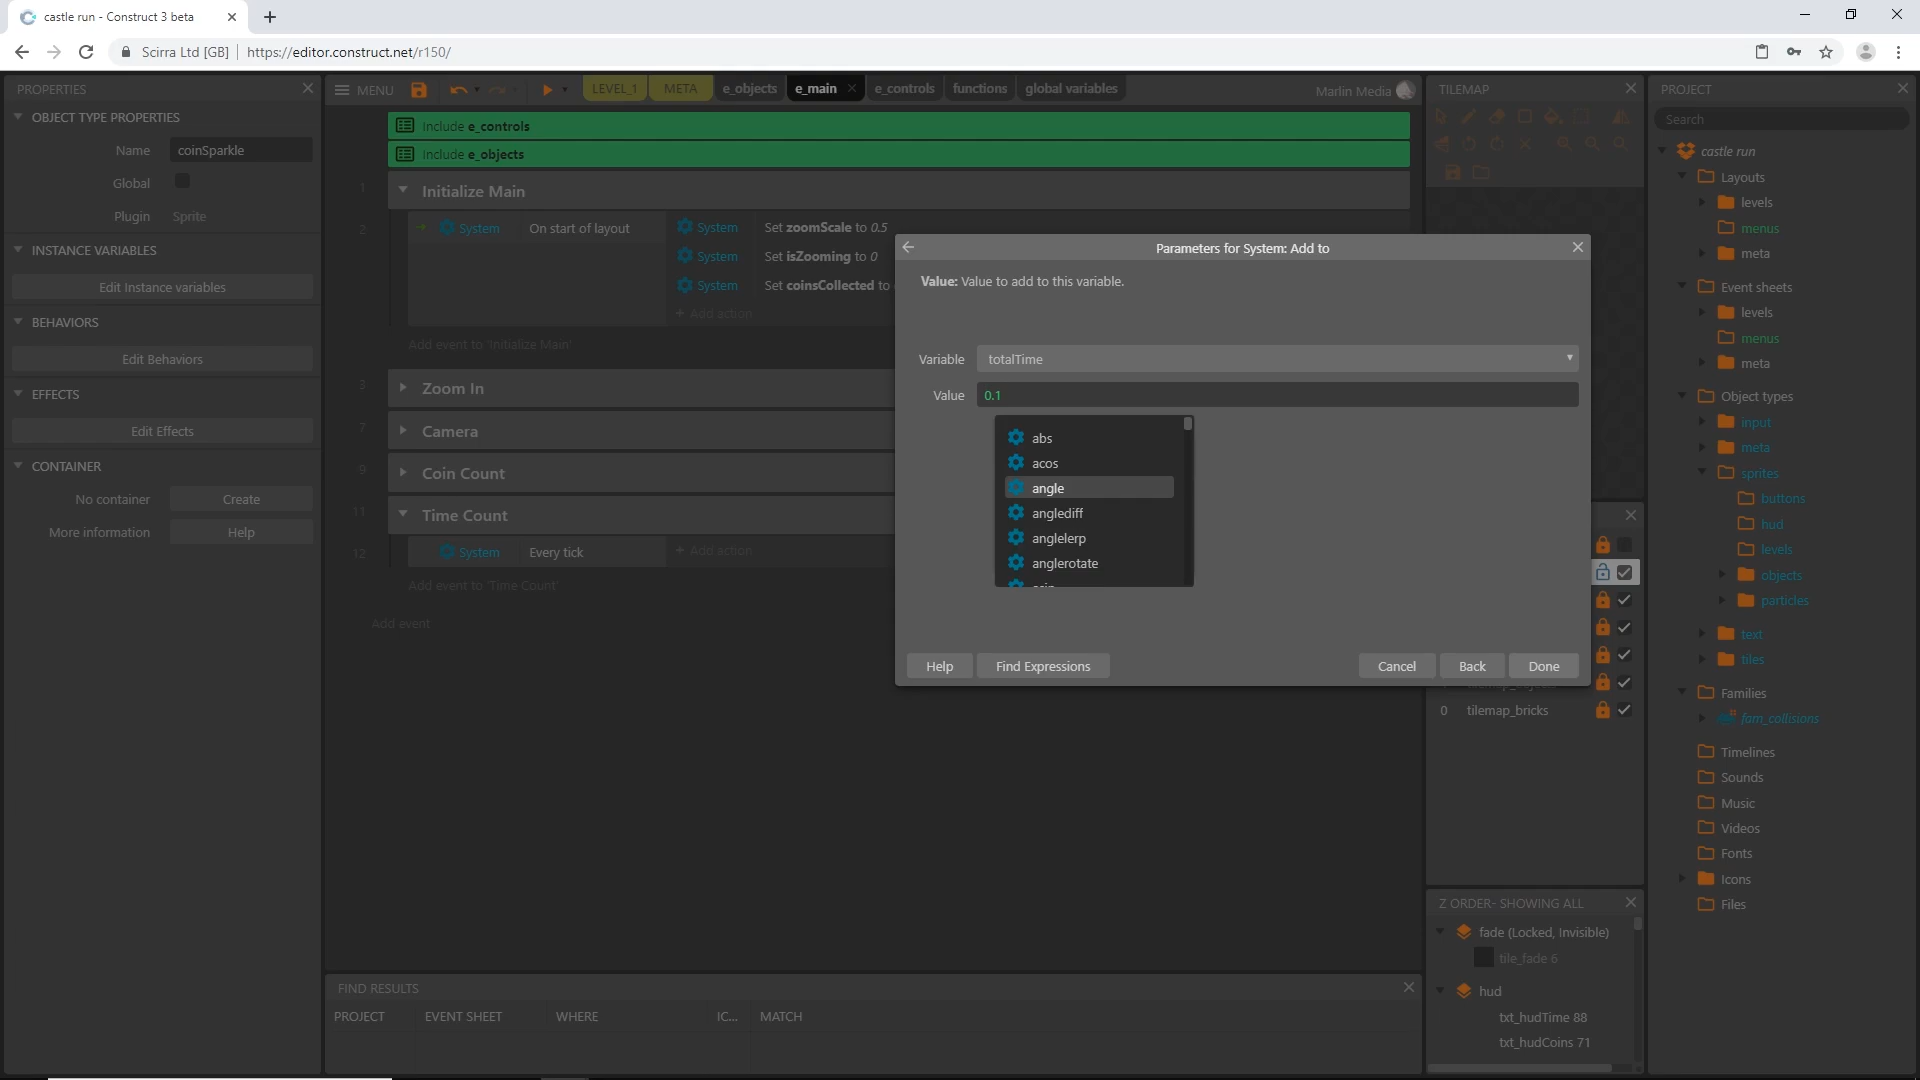 castle run - Construct 3 beta
Scirra Ltd [GB] https://editor.construct.net/r150/
PROPERTIES
OBJECT TYPE PROPERTIES
Name coinSparkle
Global
Plugin Sprite
INSTANCE VARIABLES
Edit Instance variables
BEHAVIORS
Edit Behaviors
EFFECTS
Edit Effects
CONTAINER
No container Create
More information Help
MENU
LEVEL_1 META e_objects e_main e_controls functions global variables
Marlin Media
Include e_controls
Include e_objects
1 Initialize Main
2 System On start of layout System Set zoomScale to 0.5
System Set isZooming to 0
System Set coinsCollected to
+ Add action
Add event to 'Initialize Main'
3 Zoom In
7 Camera
9 Coin Count
11 Time Count
12 System Every tick + Add action
Add event to 'Time Count'
Add event
Parameters for System: Add to
Value: Value to add to this variable.
Variable totalTime
Value 0.1
abs
acos
angle
anglediff
anglelerp
anglerotate
Help Find Expressions Cancel Back Done
FIND RESULTS
PROJECT EVENT SHEET WHERE IC... MATCH
TILEMAP
0 tilemap_bricks
Z ORDER- SHOWING ALL
fade (Locked, Invisible)
tile_fade 6
hud
txt_hudTime 88
txt_hudCoins 71
PROJECT
Search
castle run
Layouts
levels
menus
meta
Event sheets
levels
menus
meta
Object types
input
meta
sprites
buttons
hud
levels
objects
particles
text
tiles
Families
fam_collisions
Timelines
Sounds
Music
Videos
Fonts
Icons
Files